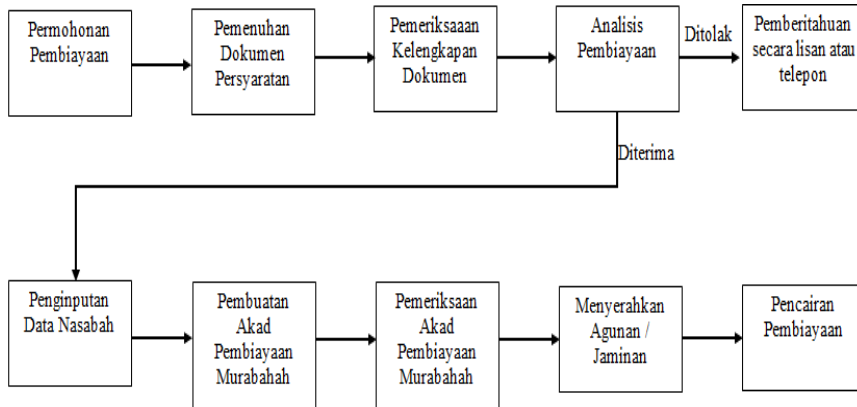 Permohonan
Pembiayaan
Pemenuhan
Dokumen
Persyaratan
Pemeriksaaan
Kelengkapan
Dokumen
Analisis
Pembiayaan
Ditolak
Pemberitahuan
secara lisan atau
telepon
Diterima
Penginputan
Data Nasabah
Pembuatan
Akad
Pembiayaan
Murabahah
Pemeriksaan
Akad
Pembiayaan
Murabahah
Menyerahkan
Agunan /
Jaminan
Pencairan
Pembiayaan